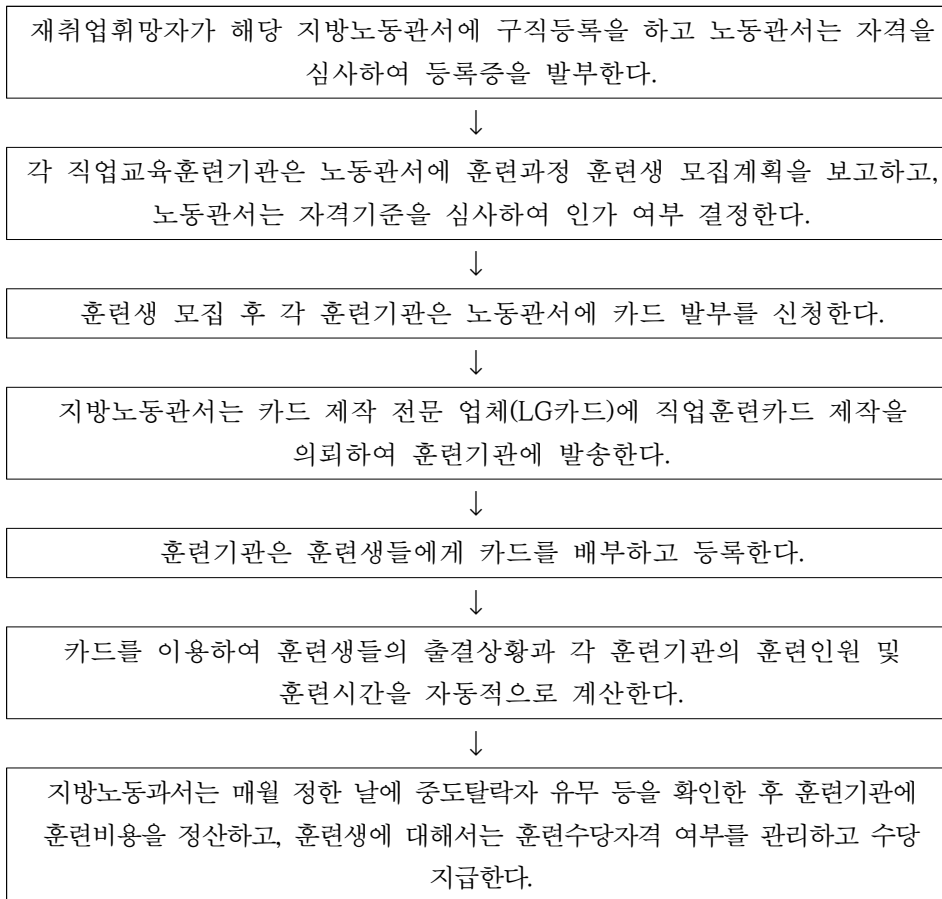 재취업휘망자가 해당 지방노동관서에 구직등록을 하고 노동관서는 자격을
심사하여 등록증을 발부한다.
↓
각 직업교육훈련기관은 노동관서에 훈련과정 훈련생 모집계획을 보고하고,
노동관서는 자격기준을 심사하여 인가 여부 결정한다.
↓
훈련생 모집 후 각 훈련기관은 노동관서에 카드 발부를 신청한다.
↓
지방노동관서는 카드 제작 전문 업체(LG카드)에 직업훈련카드 제작을
의뢰하여 훈련기관에 발송한다.
↓
훈련기관은 훈련생들에게 카드를 배부하고 등록한다.
↓
카드를 이용하여 훈련생들의 출결상황과 각 훈련기관의 훈련인원 및
훈련시간을 자동적으로 계산한다.
↓
지방노동과서는 매월 정한 날에 중도탈락자 유무 등을 확인한 후 훈련기관에
훈련비용을 정산하고, 훈련생에 대해서는 훈련수당자격 여부를 관리하고 수당
지급한다.